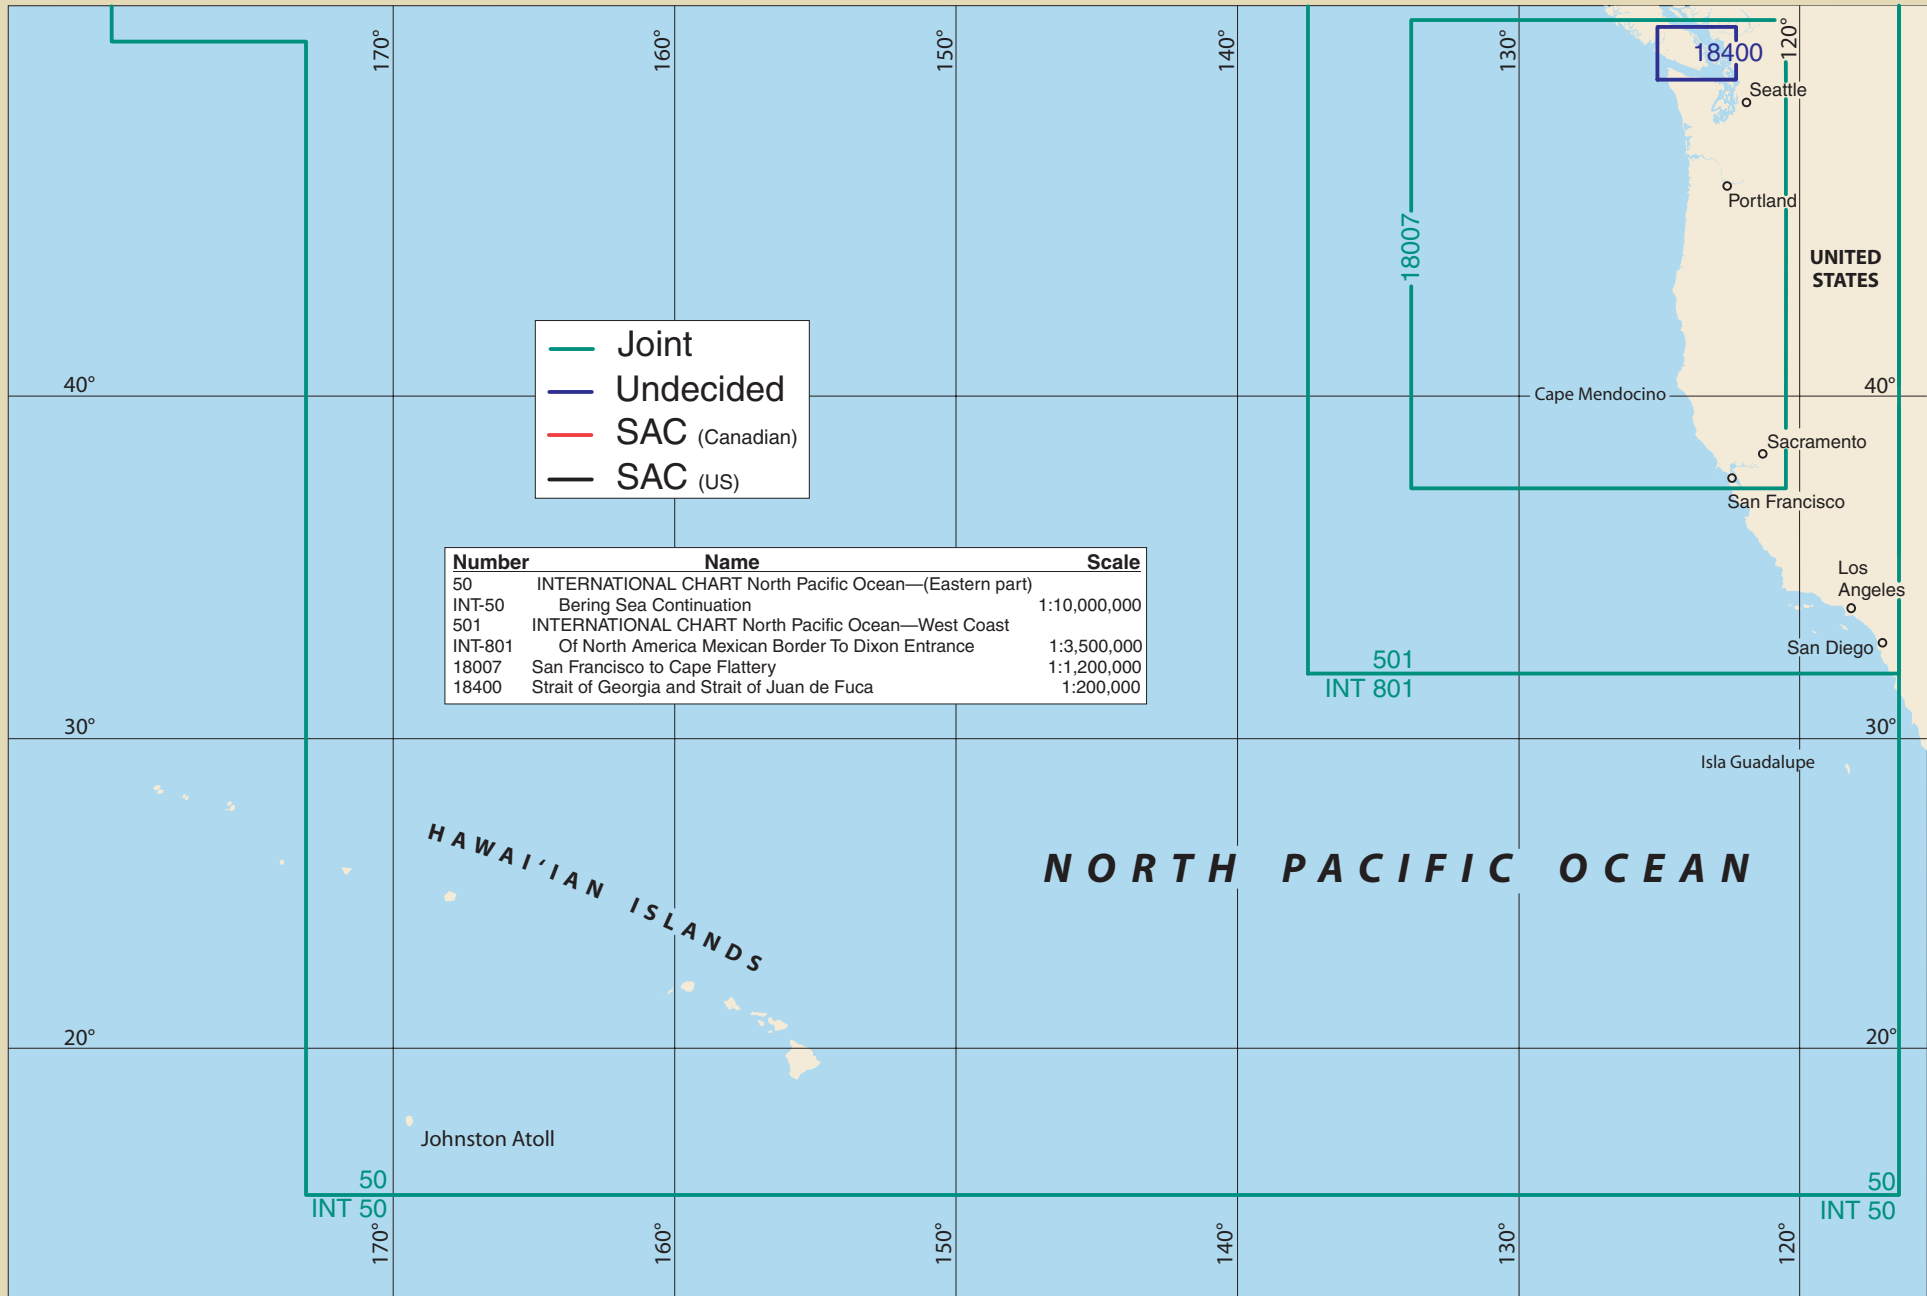 170°
160°
150°
140°
130°
120°
18400
Seattle
Portland
18007
UNITED
STATES
Joint
Undecided
SAC (Canadian)
SAC (US)
40°
Cape Mendocino
40°
Sacramento
San Francisco
Number Name Scale
50 INTERNATIONAL CHART North Pacific Ocean—(Eastern part)
INT-50 Bering Sea Continuation 1:10,000,000
501 INTERNATIONAL CHART North Pacific Ocean—West Coast
INT-801 Of North America Mexican Border To Dixon Entrance 1:3,500,000
18007 San Francisco to Cape Flattery 1:1,200,000
18400 Strait of Georgia and Strait of Juan de Fuca 1:200,000
Los
Angeles
San Diego
501
INT 801
30°
30°
Isla Guadalupe
HAWAI‘IAN ISLANDS
NORTH PACIFIC OCEAN
20°
20°
Johnston Atoll
50
INT 50
50
INT 50
170°
160°
150°
140°
130°
120°